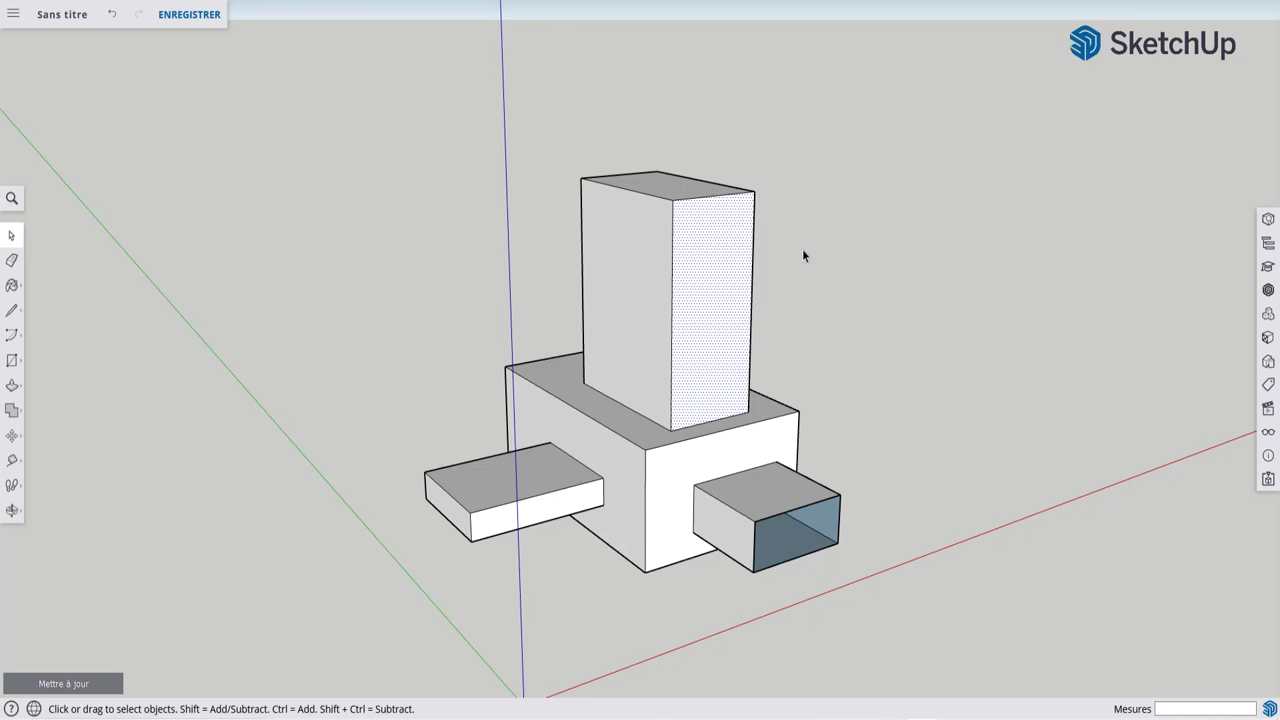 Sans titre ENREGISTRER
SketchUp
Mettre à jour
Click or drag to select objects. Shift = Add/Subtract. Ctrl = Add. Shift + Ctrl = Subtract. Mesures